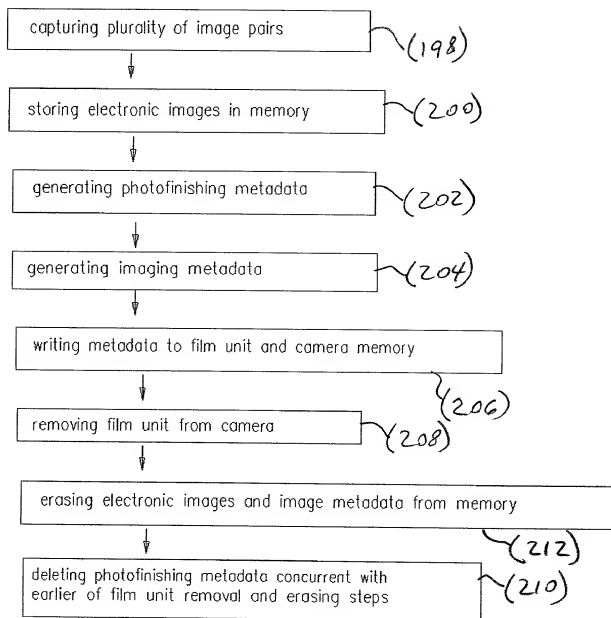 capturing plurality of image pairs
(198)
storing electronic images in memory
(200)
generating photofinishing metadata
(202)
generating imaging metadata
(204)
writing metadata to film unit and camera memory
(206)
removing film unit from camera
(208)
erasing electronic images and image metadata from memory
(212)
deleting photofinishing metadata concurrent with
earlier of film unit removal and erasing steps
(210)